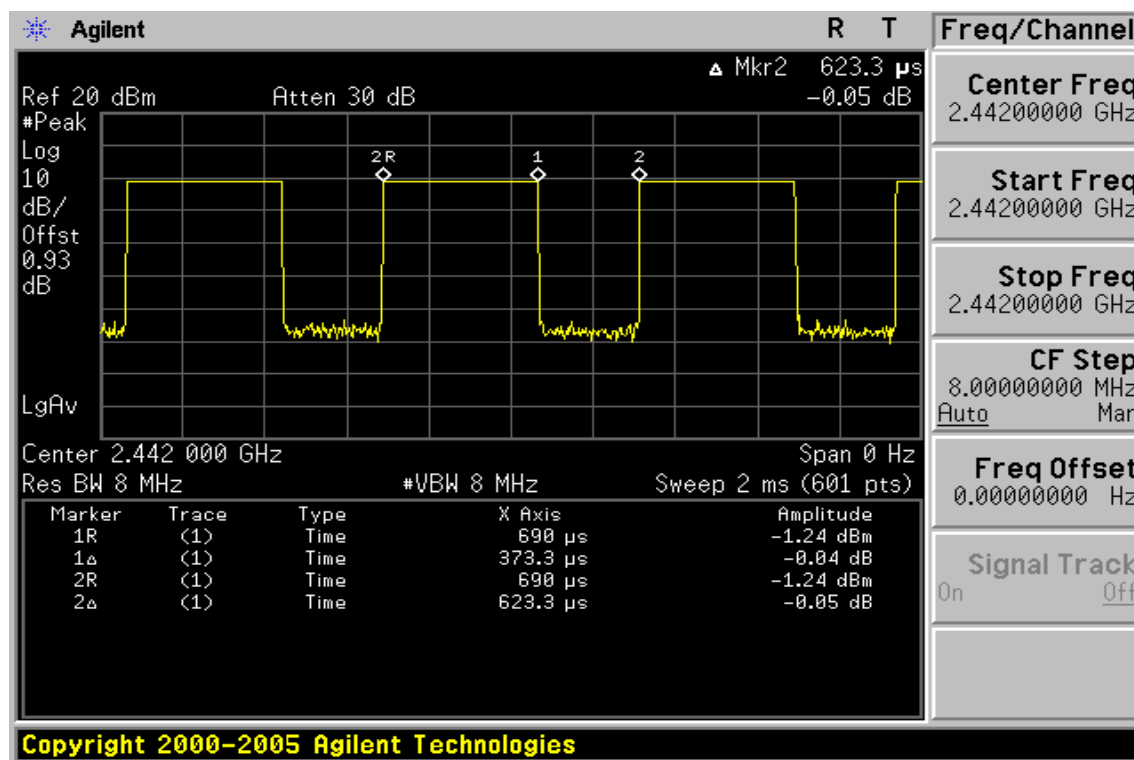 Agilent R T
Freq/Channel
Δ Mkr2 623.3 µs
Ref 20 dBm Atten 30 dB -0.05 dB
#Peak
Log
10
dB/
Offst
0.93
dB
LgAv
2R 1 2
Center 2.442 000 GHz Span 0 Hz
Res BW 8 MHz #VBW 8 MHz Sweep 2 ms (601 pts)
Marker Trace Type X Axis Amplitude
1R (1) Time 690 µs -1.24 dBm
1Δ (1) Time 373.3 µs -0.04 dB
2R (1) Time 690 µs -1.24 dBm
2Δ (1) Time 623.3 µs -0.05 dB
Center Freq
2.44200000 GHz
Start Freq
2.44200000 GHz
Stop Freq
2.44200000 GHz
CF Step
8.00000000 MHz
Auto Man
Freq Offset
0.00000000 Hz
Signal Track
On Off
Copyright 2000-2005 Agilent Technologies